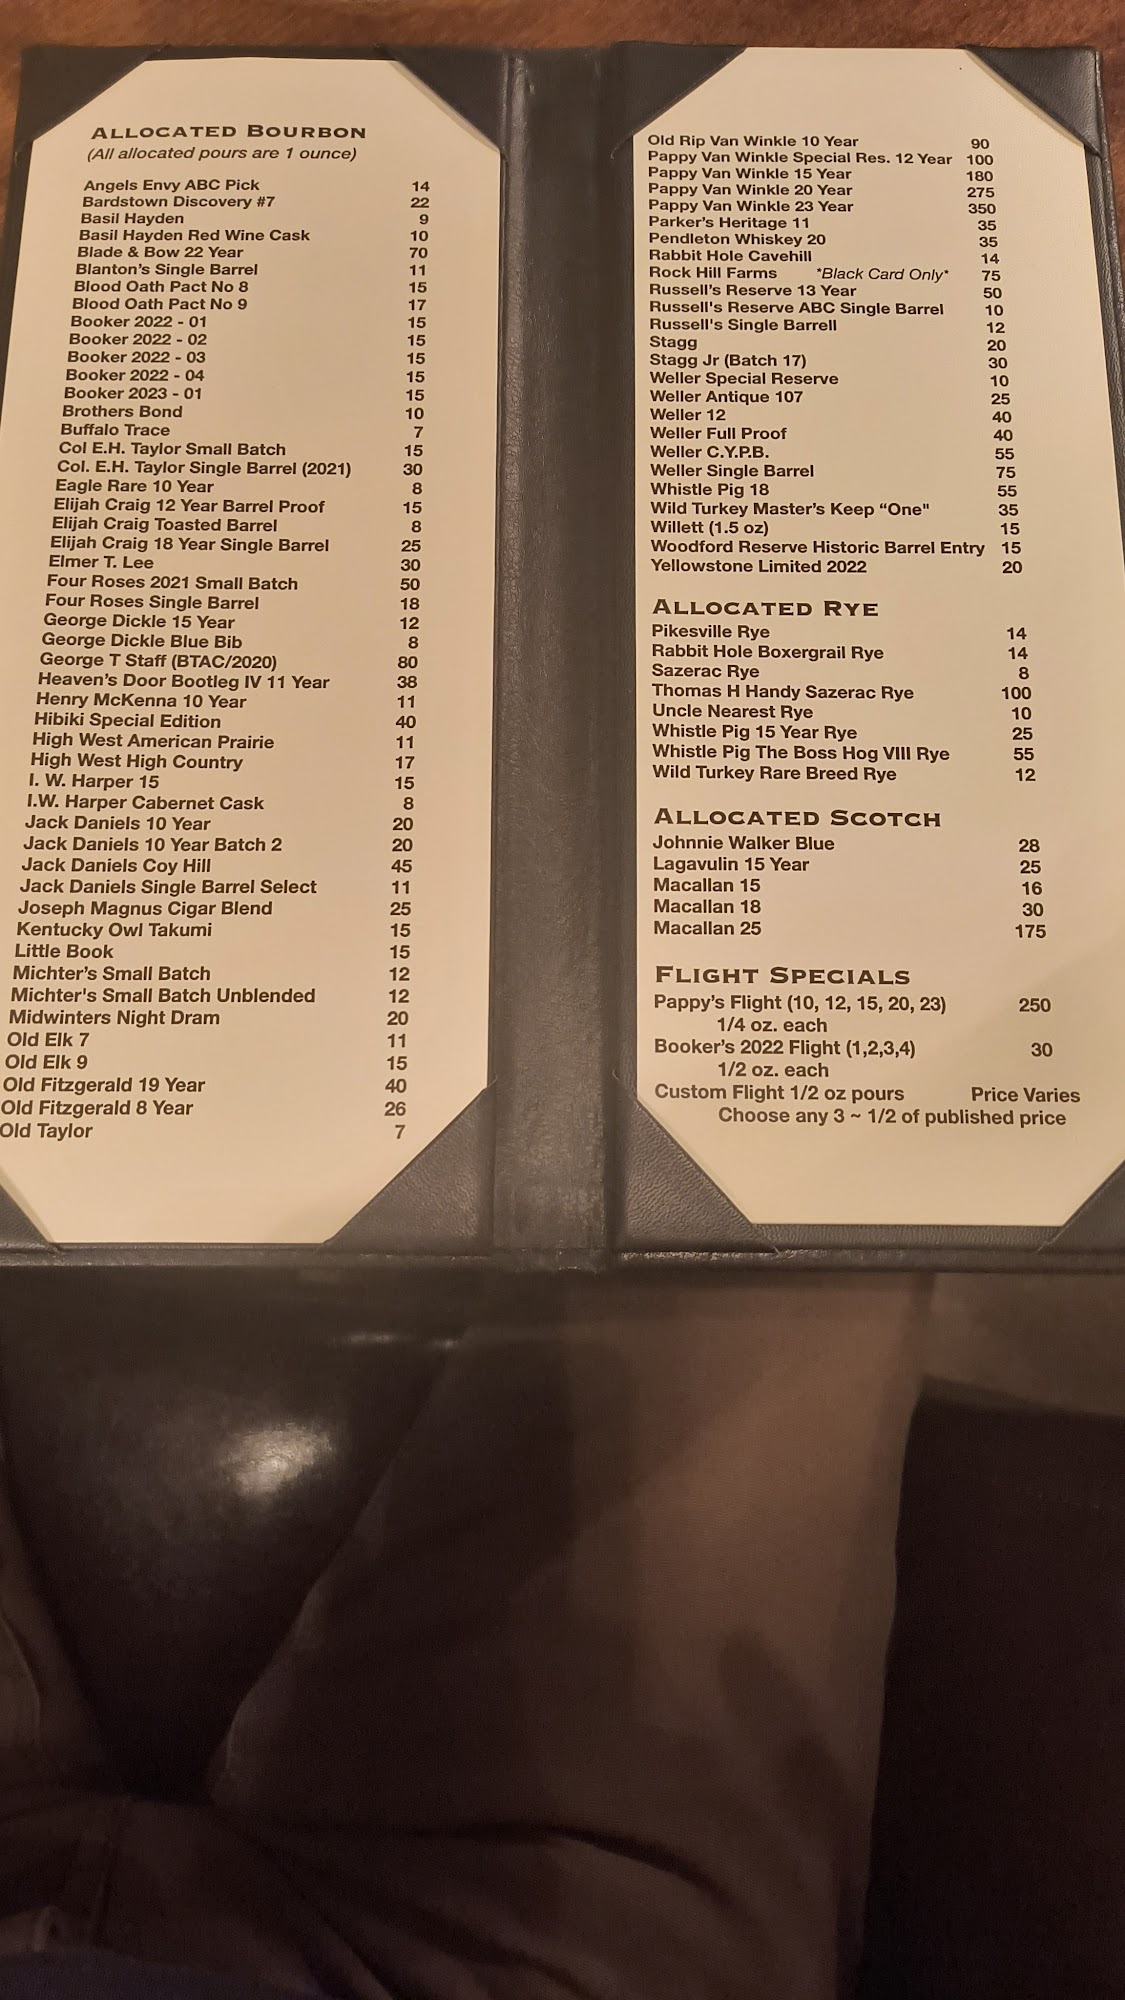 Allocated Bourbon
(All allocated pours are 1 ounce)
Angels Envy ABC Pick 14
Bardstown Discovery #7 22
Basil Hayden 9
Basil Hayden Red Wine Cask 10
Blade & Bow 22 Year 70
Blanton's Single Barrel 11
Blood Oath Pact No 8 15
Blood Oath Pact No 9 17
Booker 2022 - 01 15
Booker 2022 - 02 15
Booker 2022 - 03 15
Booker 2022 - 04 15
Booker 2023 - 01 15
Brothers Bond 10
Buffalo Trace 7
Col E.H. Taylor Small Batch 15
Col. E.H. Taylor Single Barrel (2021) 30
Eagle Rare 10 Year 8
Elijah Craig 12 Year Barrel Proof 15
Elijah Craig Toasted Barrel 8
Elijah Craig 18 Year Single Barrel 25
Elmer T. Lee 30
Four Roses 2021 Small Batch 50
Four Roses Single Barrel 18
George Dickle 15 Year 12
George Dickle Blue Bib 8
George T Staff (BTAC/2020) 80
Heaven's Door Bootleg IV 11 Year 38
Henry McKenna 10 Year 11
Hibiki Special Edition 40
High West American Prairie 11
High West High Country 17
I. W. Harper 15 15
I.W. Harper Cabernet Cask 8
Jack Daniels 10 Year 20
Jack Daniels 10 Year Batch 2 20
Jack Daniels Coy Hill 45
Jack Daniels Single Barrel Select 11
Joseph Magnus Cigar Blend 25
Kentucky Owl Takumi 15
Little Book 15
Michter's Small Batch 12
Michter's Small Batch Unblended 12
Midwinters Night Dram 20
Old Elk 7 11
Old Elk 9 15
Old Fitzgerald 19 Year 40
Old Fitzgerald 8 Year 26
Old Taylor 7
Old Rip Van Winkle 10 Year 90
Pappy Van Winkle Special Res. 12 Year 100
Pappy Van Winkle 15 Year 180
Pappy Van Winkle 20 Year 275
Pappy Van Winkle 23 Year 350
Parker's Heritage 11 35
Pendleton Whiskey 20 35
Rabbit Hole Cavehill 14
Rock Hill Farms *Black Card Only* 75
Russell's Reserve 13 Year 50
Russell's Reserve ABC Single Barrel 10
Russell's Single Barrell 12
Stagg 20
Stagg Jr (Batch 17) 30
Weller Special Reserve 10
Weller Antique 107 25
Weller 12 40
Weller Full Proof 40
Weller C.Y.P.B. 55
Weller Single Barrel 75
Whistle Pig 18 55
Wild Turkey Master's Keep “One" 35
Willett (1.5 oz) 15
Woodford Reserve Historic Barrel Entry 15
Yellowstone Limited 2022 20
Allocated Rye
Pikesville Rye 14
Rabbit Hole Boxergrail Rye 14
Sazerac Rye 8
Thomas H Handy Sazerac Rye 100
Uncle Nearest Rye 10
Whistle Pig 15 Year Rye 25
Whistle Pig The Boss Hog VIII Rye 55
Wild Turkey Rare Breed Rye 12
Allocated Scotch
Johnnie Walker Blue 28
Lagavulin 15 Year 25
Macallan 15 16
Macallan 18 30
Macallan 25 175
Flight Specials
Pappy's Flight (10, 12, 15, 20, 23) 250
1/4 oz. each
Booker's 2022 Flight (1,2,3,4) 30
1/2 oz. each
Custom Flight 1/2 oz pours Price Varies
Choose any 3 ~ 1/2 of published price